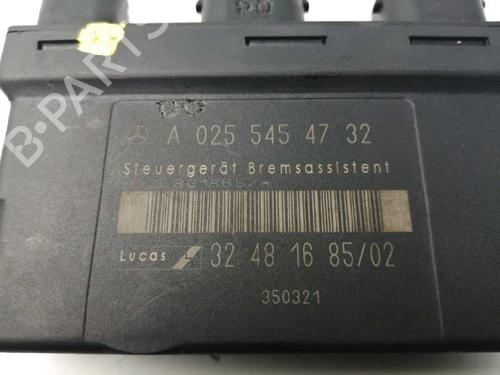 B-PARTS
A 025 545 47 32
Steuergerät Bremsassistent
Lucas 32 48 16 85/02
350321